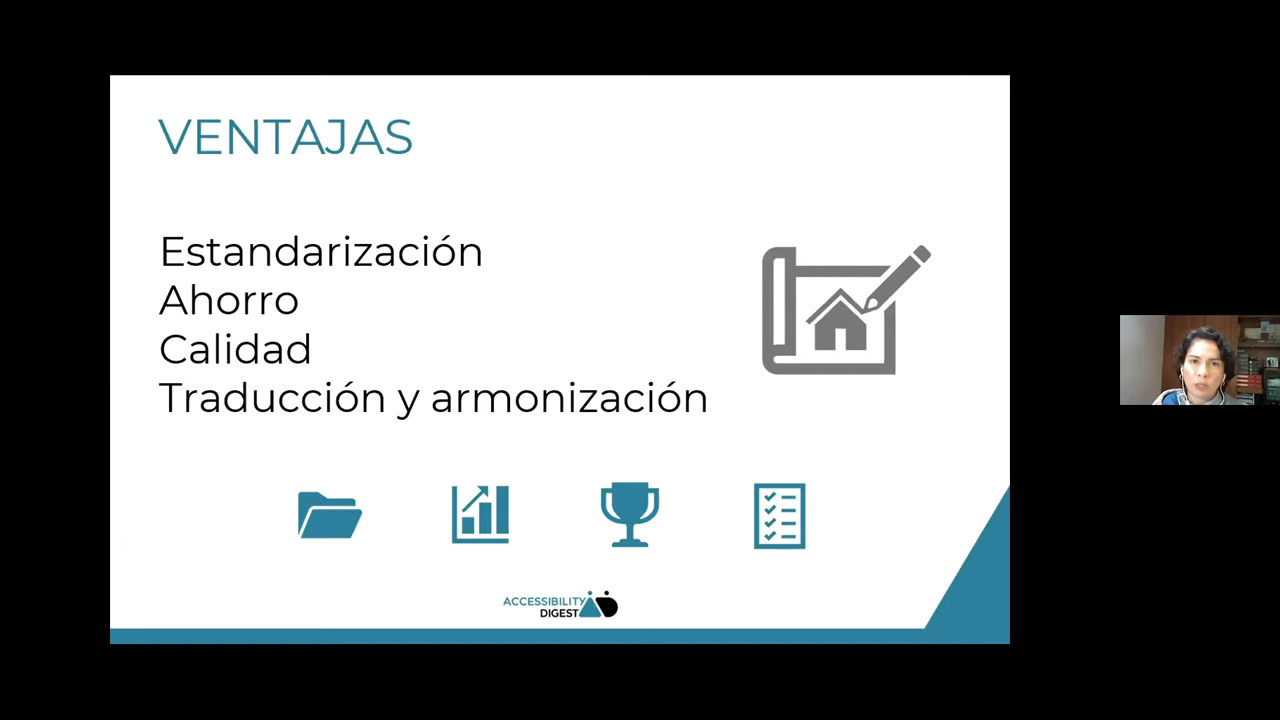 VENTAJAS
Estandarización
Ahorro
Calidad
Traducción y armonización
ACCESSIBILITY
DIGEST